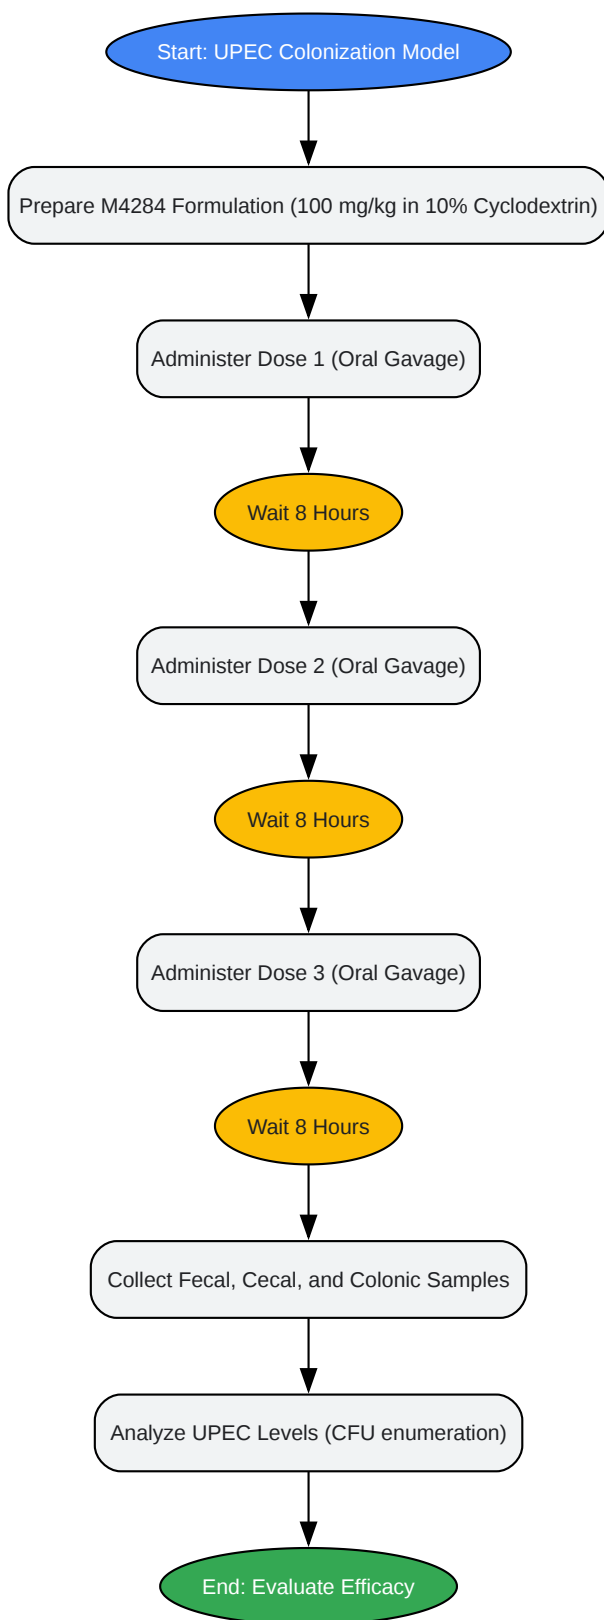 Start: UPEC Colonization Model
Prepare M4284 Formulation (100 mg/kg in 10% Cyclodextrin)
Administer Dose 1 (Oral Gavage)
Wait 8 Hours
Administer Dose 2 (Oral Gavage)
Wait 8 Hours
Administer Dose 3 (Oral Gavage)
Wait 8 Hours
Collect Fecal, Cecal, and Colonic Samples
Analyze UPEC Levels (CFU enumeration)
End: Evaluate Efficacy